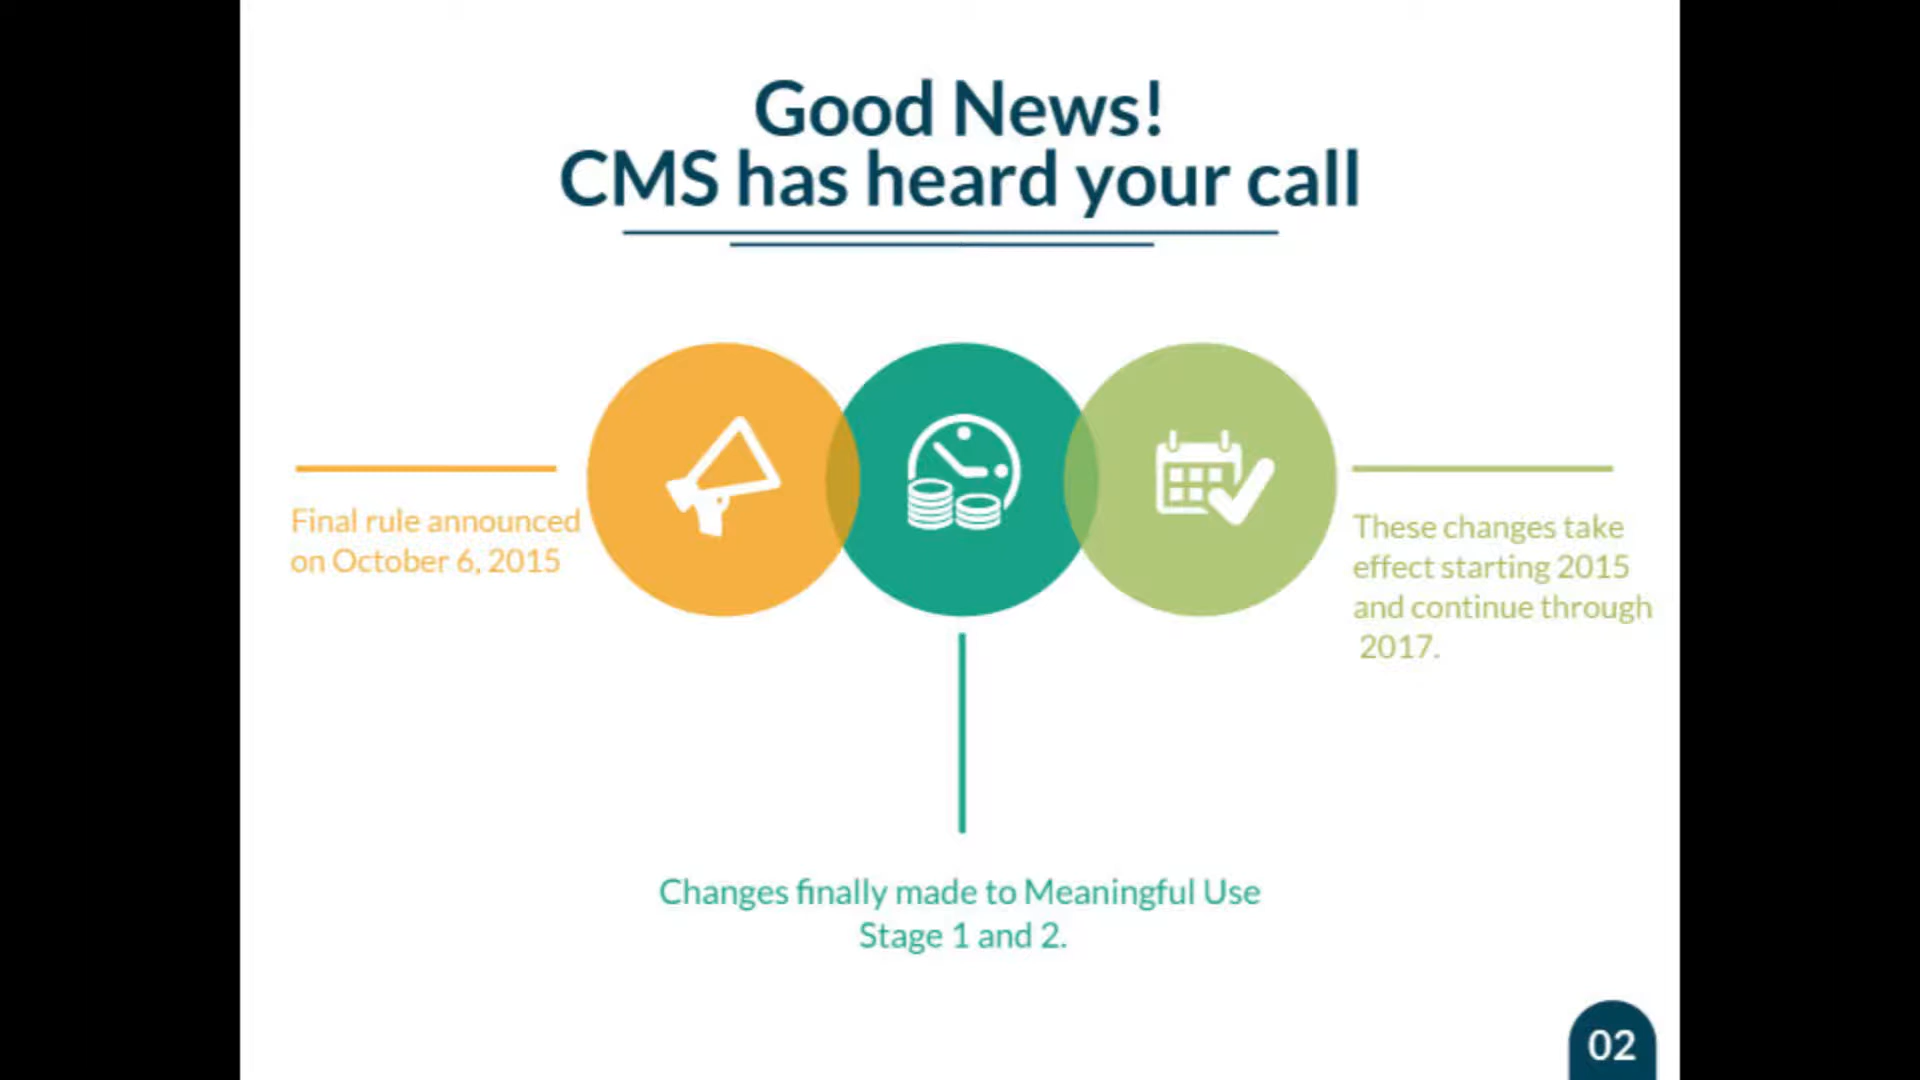 Good News!
CMS has heard your call
Final rule announced
on October 6, 2015
These changes take
effect starting 2015
and continue through
2017.
Changes finally made to Meaningful Use
Stage 1 and 2.
02